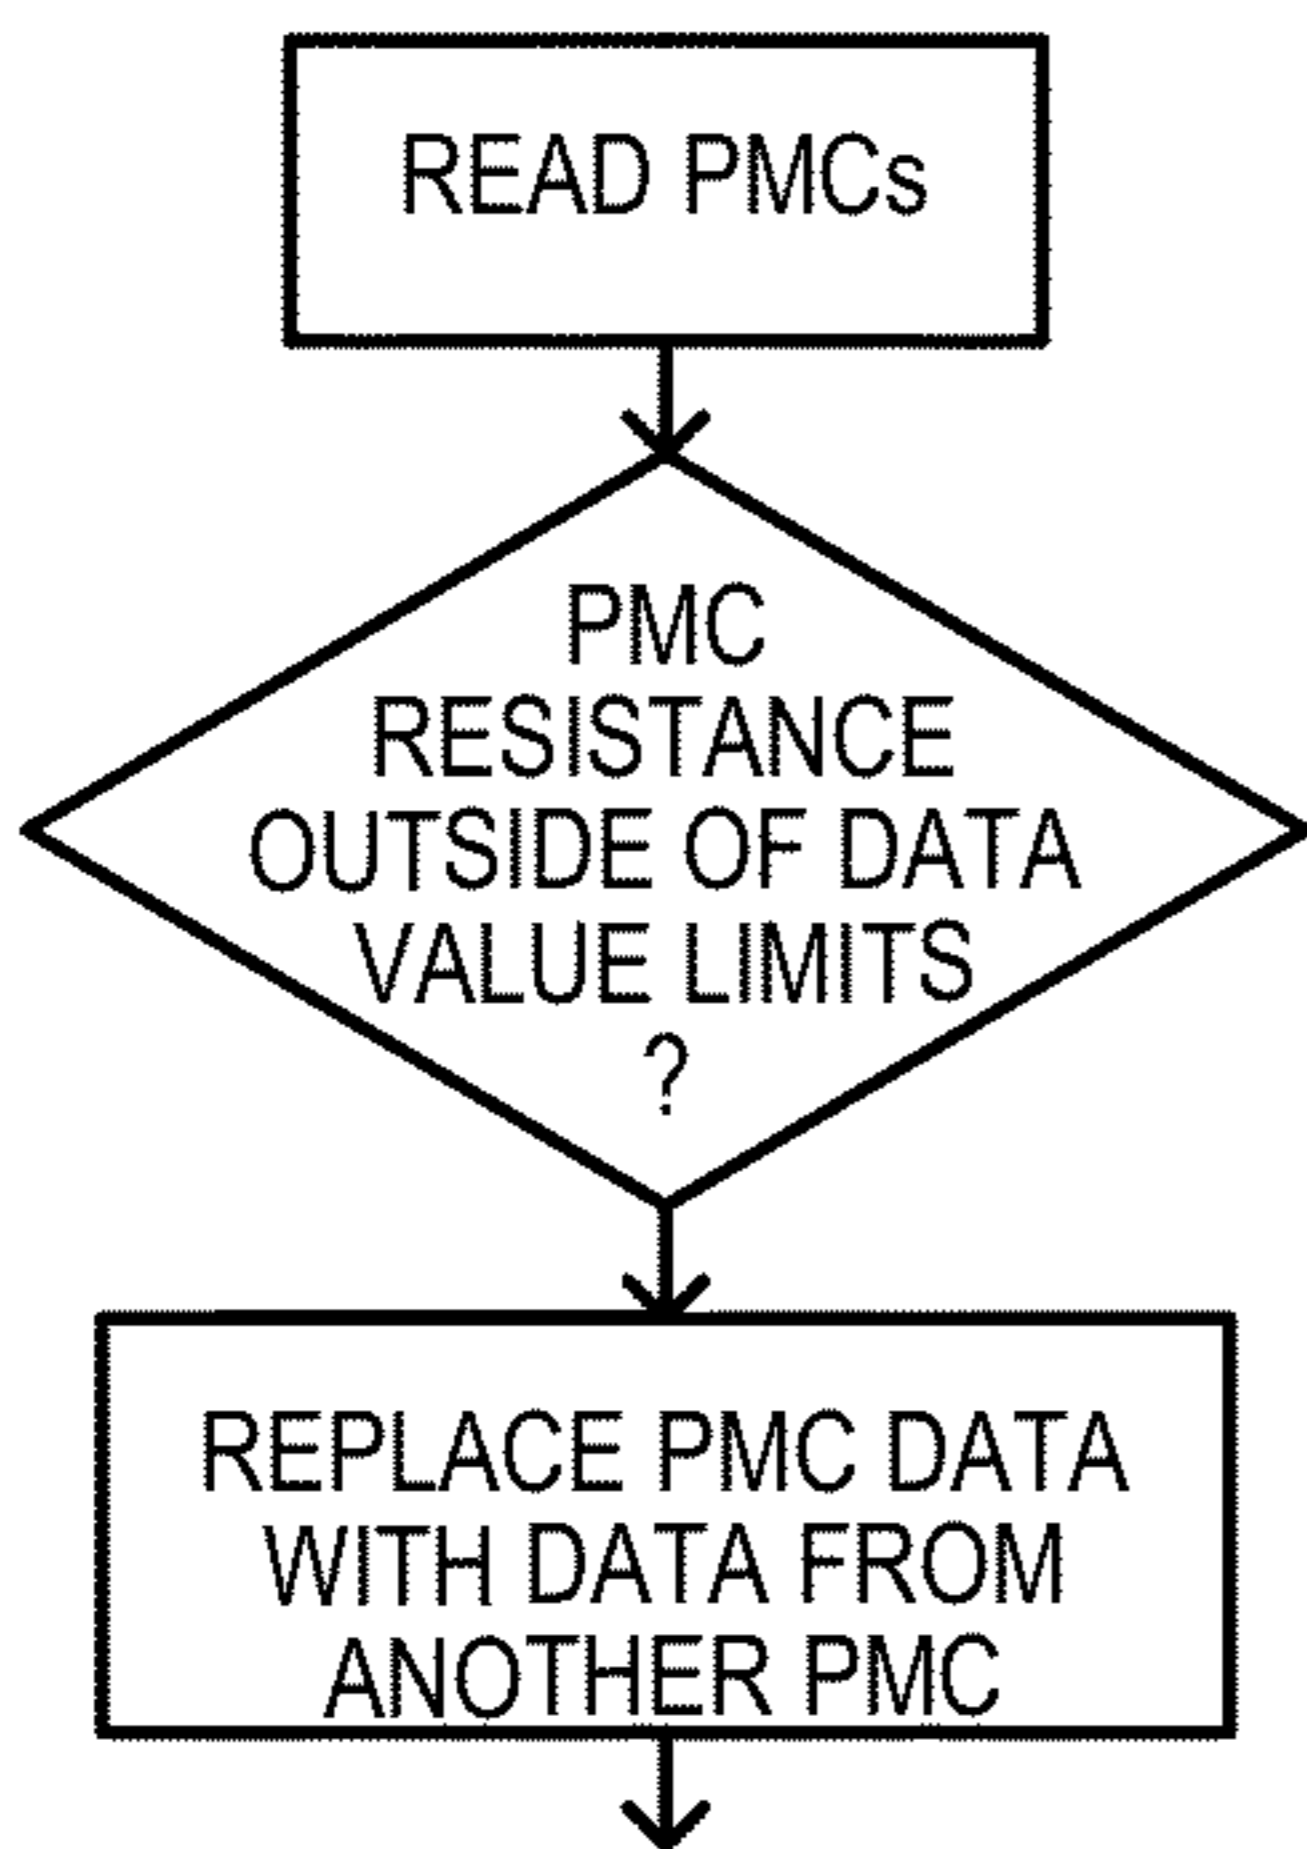 READ PMCs
PMC
RESISTANCE
OUTSIDE OF DATA
VALUE LIMITS
?
REPLACE PMC DATA
WITH DATA FROM
ANOTHER PMC